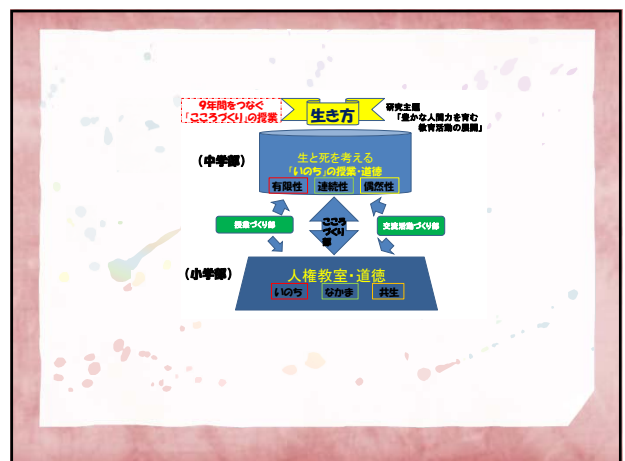 9年間をつなぐ
「こころづくり」の授業
生き方
研究主題
「豊かな人間力を育む
教育活動の展開」
(中学部)
生と死を考える
「いのち」の授業・道徳
有限性 連続性 偶然性
授業づくり部
こころ
づくり
部
交流活動づくり部
(小学部)
人権教室・道徳
いのち なかま 共生